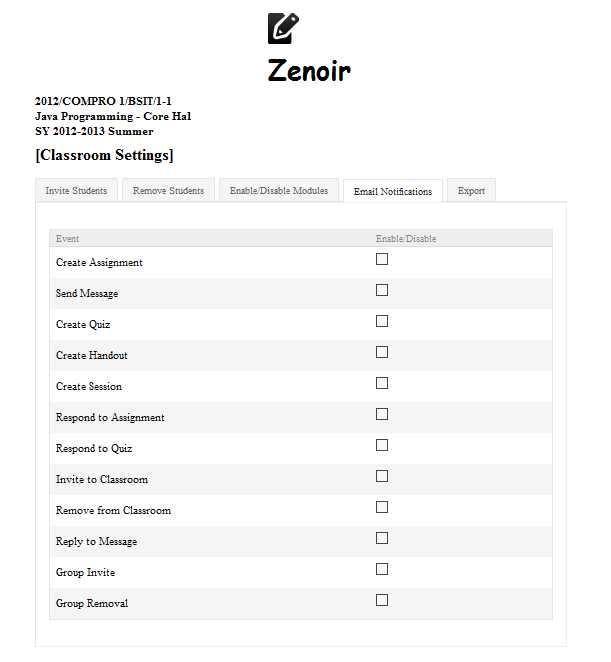 Zenoir
2012/COMPRO 1/BSIT/1-1
Java Programming - Core Hal
SY 2012-2013 Summer
[Classroom Settings]
Invite Students Remove Students Enable/Disable Modules Email Notifications Export
Event Enable/Disable
Create Assignment
Send Message
Create Quiz
Create Handout
Create Session
Respond to Assignment
Respond to Quiz
Invite to Classroom
Remove from Classroom
Reply to Message
Group Invite
Group Removal